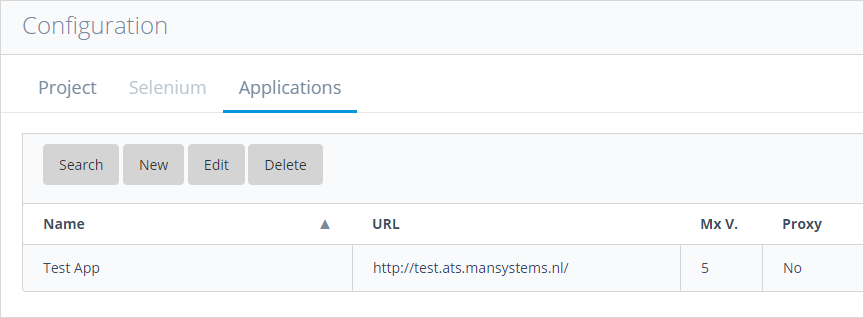 Configuration
Project Selenium Applications
Search New Edit Delete
Name ▲ URL Mx V. Proxy
Test App http://test.ats.mansystems.nl/ 5 No